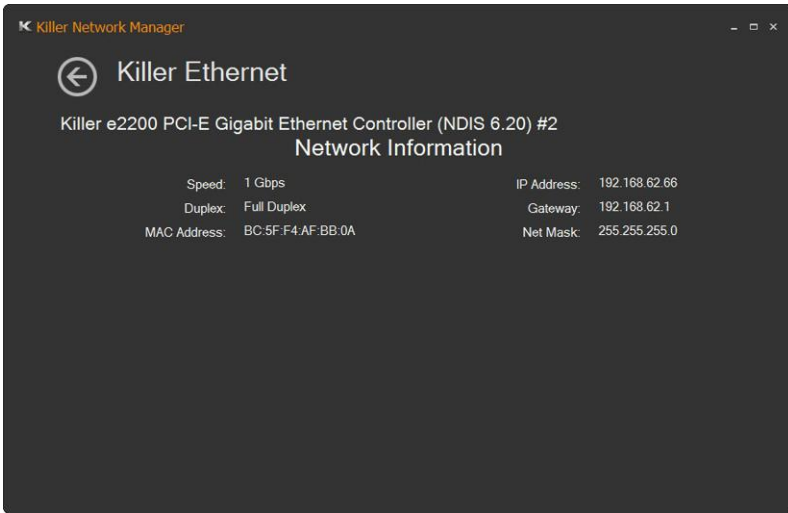 Killer Network Manager
Killer Ethernet
Killer e2200 PCI-E Gigabit Ethernet Controller (NDIS 6.20) #2
Network Information
Speed: 1 Gbps IP Address: 192.168.62.66
Duplex: Full Duplex Gateway: 192.168.62.1
MAC Address: BC:5F:F4:AF:BB:0A Net Mask: 255.255.255.0